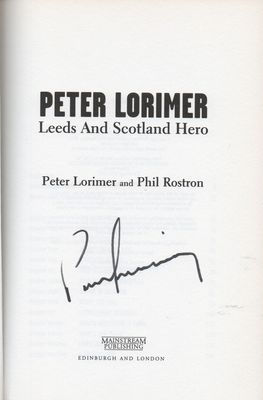 PETER LORIMER
Leeds And Scotland Hero
Peter Lorimer and Phil Rostron
MAINSTREAM
PUBLISHING
EDINBURGH AND LONDON